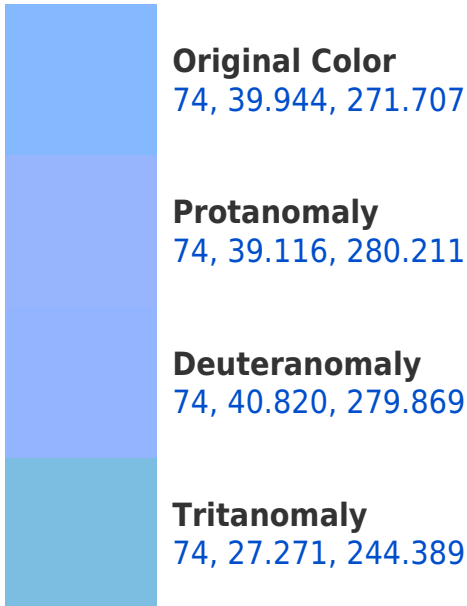 Original Color
74, 39.944, 271.707
Protanomaly
74, 39.116, 280.211
Deuteranomaly
74, 40.820, 279.869
Tritanomaly
74, 27.271, 244.389